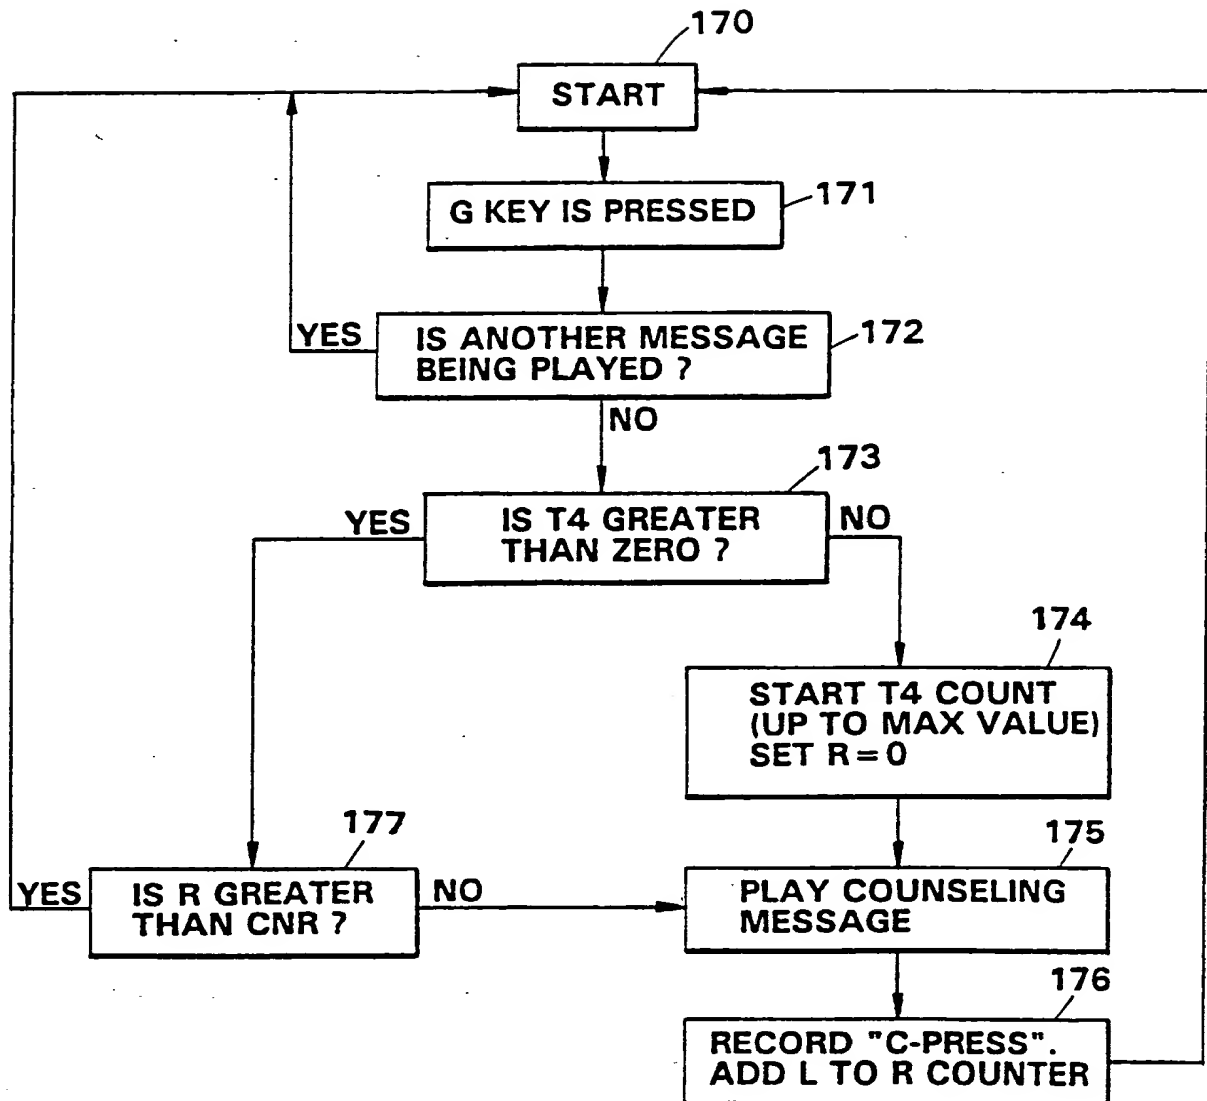 170
START
G KEY IS PRESSED
171
YES
IS ANOTHER MESSAGE
BEING PLAYED ?
172
NO
173
YES
IS T4 GREATER
THAN ZERO ?
NO
174
START T4 COUNT
(UP TO MAX VALUE)
SET R = 0
177
175
YES
IS R GREATER
THAN CNR ?
NO
PLAY COUNSELING
MESSAGE
176
RECORD "C-PRESS".
ADD L TO R COUNTER